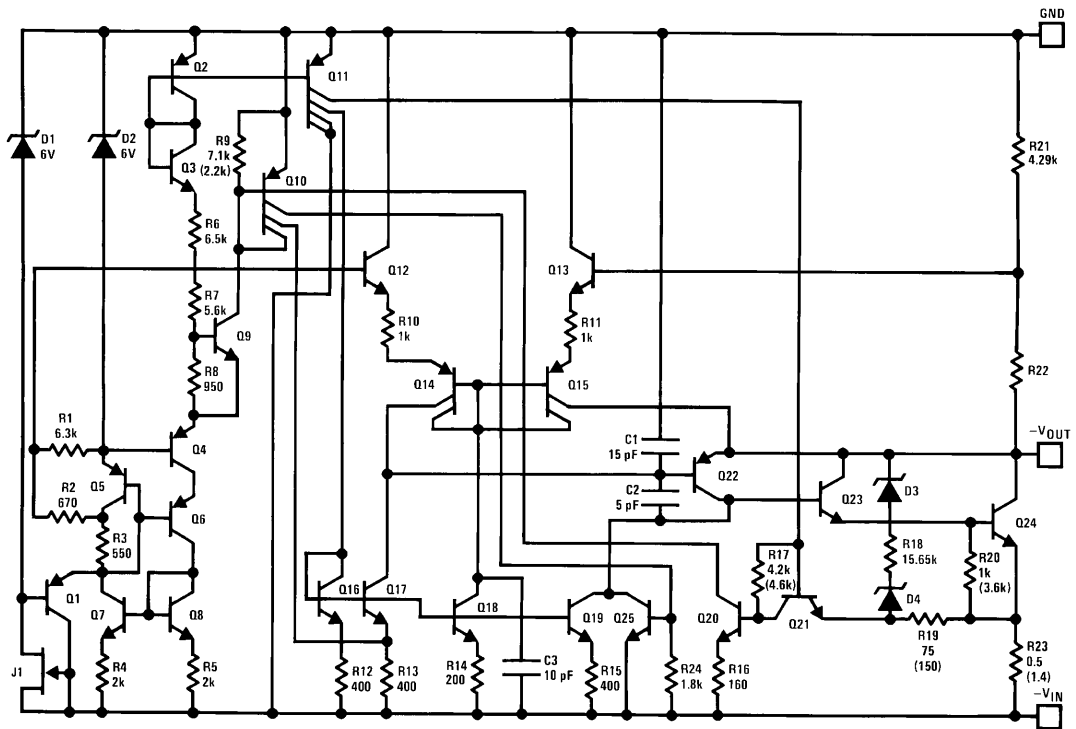 GND
Q2
Q11
D1
6V
D2
6V
Q3
R9
7.1k
(2.2k)
Q10
R21
4.29k
R6
6.5k
Q12
Q13
R7
5.6k
Q9
R10
1k
R11
1k
R8
950
Q14
Q15
R22
R1
6.3k
Q4
C1
15 pF
-VOUT
Q5
R2
670
Q22
C2
5 pF
Q23
D3
Q6
Q24
R3
550
R18
15.65k
R17
4.2k
(4.6k)
R20
1k
(3.6k)
Q1
Q7
Q8
Q16
Q17
Q18
Q19
Q25
Q20
Q21
D4
R19
75
(150)
J1
R4
2k
R5
2k
R12
400
R13
400
R14
200
C3
10 pF
R15
400
R24
1.8k
R16
160
R23
0.5
(1.4)
-VIN